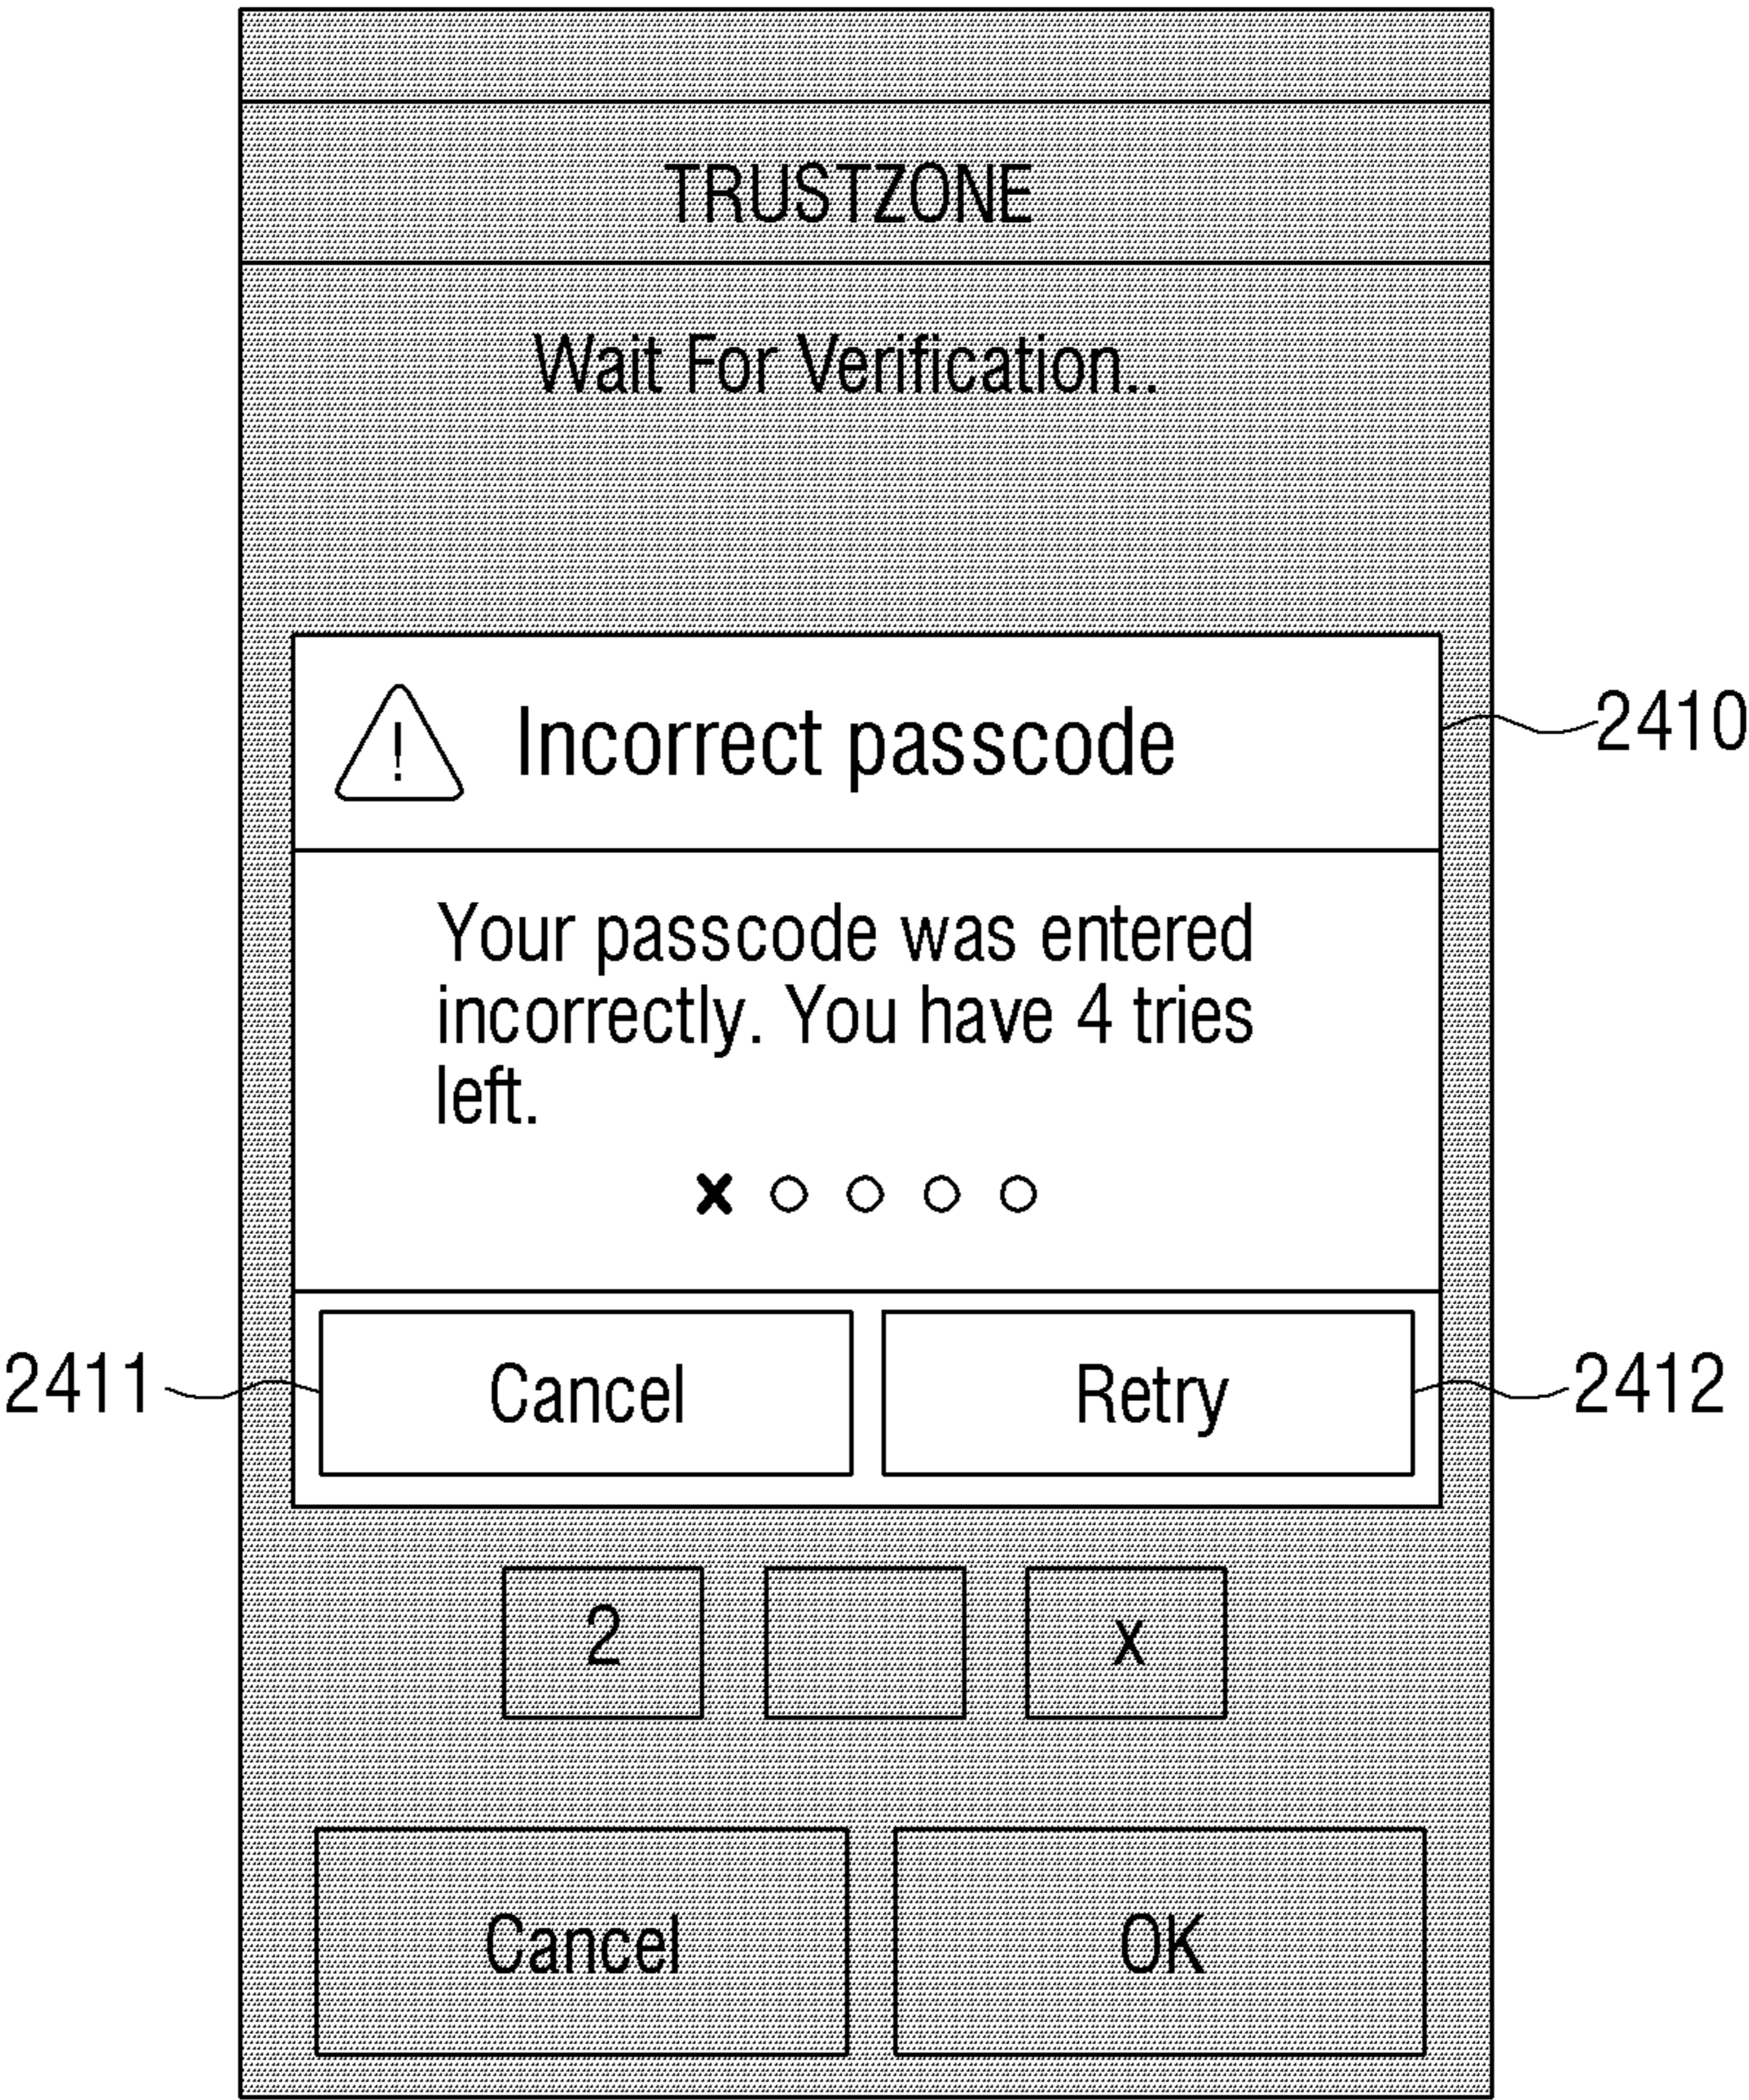 TRUSTZONE
Wait For Verification..
! Incorrect passcode
2410
Your passcode was entered
incorrectly. You have 4 tries
left.
2411
Cancel
Retry
2412
2
x
Cancel
OK